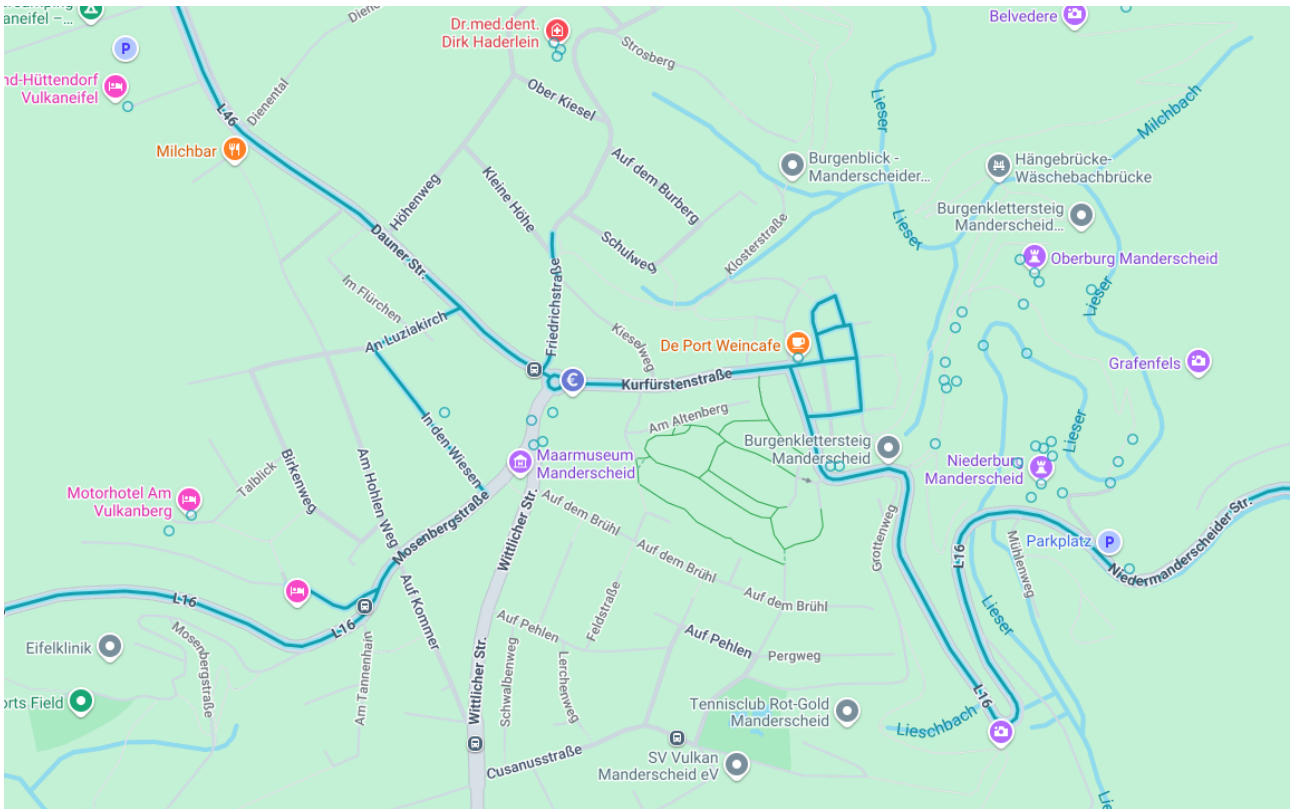 kaneifel –...
Dienental
Dr.med.dent.
Dirk Haderlein
Strosberg
Belvedere
P
nd-Hüttendorf
Vulkaneifel
L46
Dienental
Ober Kiesel
Lieser
Lieser
Milchbach
Milchbar
Auf dem Burberg
Burgenblick -
Manderscheider...
Hängebrücke-
Wäschebachbrücke
Höhenweg
Kleine Höhe
Burgenklettersteig
Manderscheid...
Lieser
Dauner Str.
Schulweg
Klosterstraße
Oberburg Manderscheid
Im Flürchen
Friedrichstraße
Lieser
An Luziakirch
Kieselweg
De Port Weincafe
Grafenfels
€
Kurfürstenstraße
In den Wiesen
Am Altenberg
Lieser
Burgenklettersteig
Manderscheid
Birkenweg
Am Hohlen Weg
Talblick
Maarmuseum
Manderscheid
Niederburg
Manderscheid
Motorhotel Am
Vulkanberg
Auf dem Brühl
Wittlicher Str.
Mosenbergstraße
Auf dem Brühl
Grottenweg
L16
Mühlenweg
Parkplatz
P
Niedermanderscheider Str.
Auf dem Brühl
L16
L16
Auf Kommer
Feldstraße
Auf Pehlen
Lieser
Mosenbergstraße
Eifelklinik
Auf Pehlen
Pergweg
Am Tannenhain
Wittlicher Str.
Schwalbenweg
Lerchenweg
L16
orts Field
Tennisclub Rot-Gold
Manderscheid
Lieschbach
Cusanusstraße
SV Vulkan
Manderscheid eV